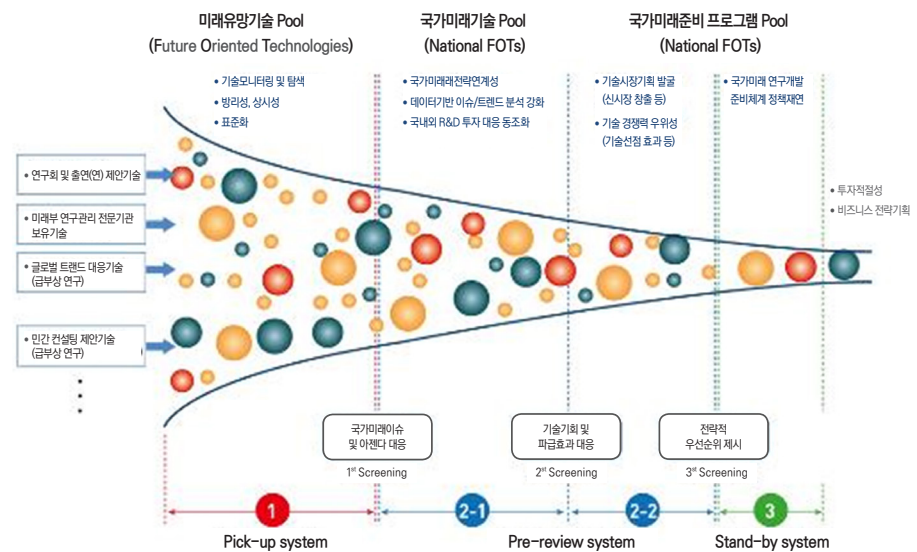 미래유망기술 Pool
(Future Oriented Technologies)
국가미래기술 Pool
(National FOTs)
국가미래준비 프로그램 Pool
(National FOTs)
• 기술모니터링 및 탐색
• 방리성, 상시성
• 표준화
• 국가미래래전략연계성
• 데이터기반 이슈/트렌드 분석 강화
• 국내외 R&D 투자 대응 동조화
• 기술시장기회 발굴
(신시장 창출 등)
• 기술 경쟁력 우위성
(기술선점 효과 등)
• 국가미래 연구개발
준비체계 정책재연
• 연구회 및 출연(연) 제안기술
• 미래부 연구관리 전문기관
보유기술
• 글로벌 트랜드 대응기술
(급부상 연구)
• 민간 컨설팅 제안기술
(급부상 연구)
• 투자적절성
• 비즈니스 전략기획
국가미래이슈
및 아젠다 대응
1st Screening
기술기회 및
파급효과 대응
2st Screening
전략적
우선순위 제시
3st Screening
1
2-1
2-2
3
Pick-up system
Pre-review system
Stand-by system